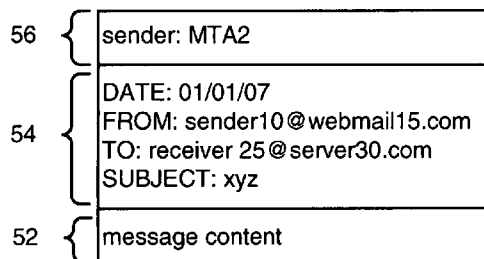 56 sender: MTA2
DATE: 01/01/07
FROM: sender10@webmail15.com
54 TO: receiver 25@server30.com
SUBJECT: xyz
52 message content